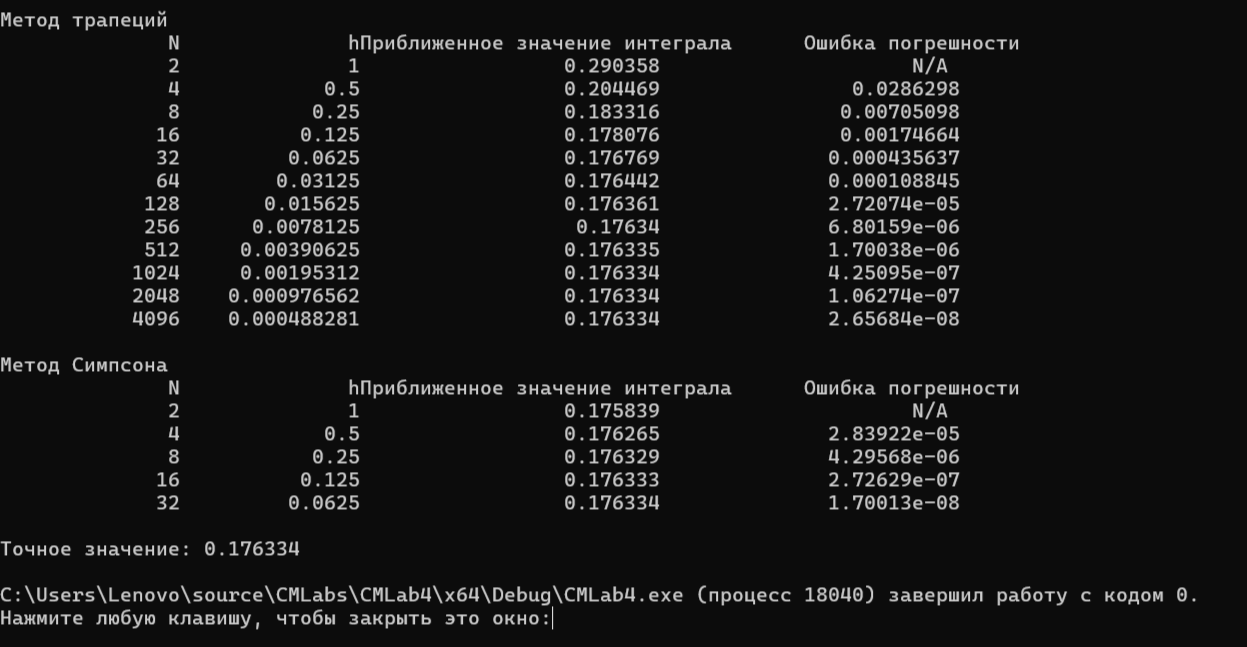 Метод трапеций
N hПриближенное значение интеграла Ошибка погрешности
2 1 0.290358 N/A
4 0.5 0.204469 0.0286298
8 0.25 0.183316 0.00705098
16 0.125 0.178076 0.00174664
32 0.0625 0.176769 0.000435637
64 0.03125 0.176442 0.000108845
128 0.015625 0.176361 2.72074e-05
256 0.0078125 0.17634 6.80159e-06
512 0.00390625 0.176335 1.70038e-06
1024 0.00195312 0.176334 4.25095e-07
2048 0.000976562 0.176334 1.06274e-07
4096 0.000488281 0.176334 2.65684e-08
Метод Симпсона
N hПриближенное значение интеграла Ошибка погрешности
2 1 0.175839 N/A
4 0.5 0.176265 2.83922e-05
8 0.25 0.176329 4.29568e-06
16 0.125 0.176333 2.72629e-07
32 0.0625 0.176334 1.70013e-08
Точное значение: 0.176334
C:\Users\Lenovo\source\CMLabs\CMLab4\x64\Debug\CMLab4.exe (процесс 18040) завершил работу с кодом 0.
Нажмите любую клавишу, чтобы закрыть это окно: